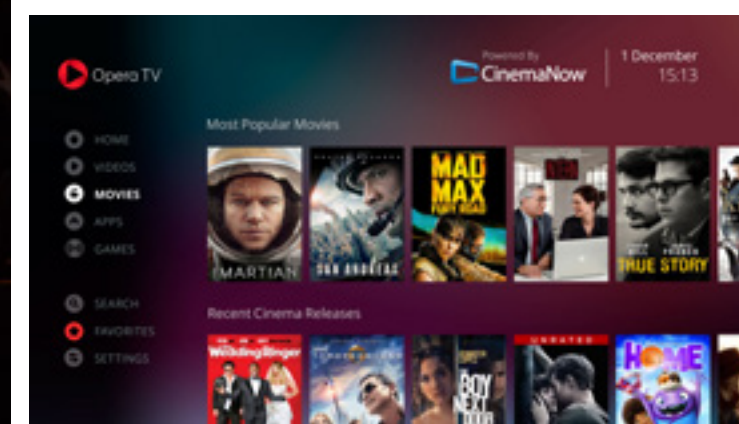 Opera TV
Powered By
CinemaNow
1 December
15:13
HOME
VIDEOS
MOVIES
APPS
GAMES
SEARCH
FAVORITES
SETTINGS
Most Popular Movies
MARTIAN
SAN ANDREAS
MAD
MAX
FURY ROAD
TRUE STORY
Recent Cinema Releases
The Wedding Ringer
BOY
NEXT
DOOR
UNRATED
HOME